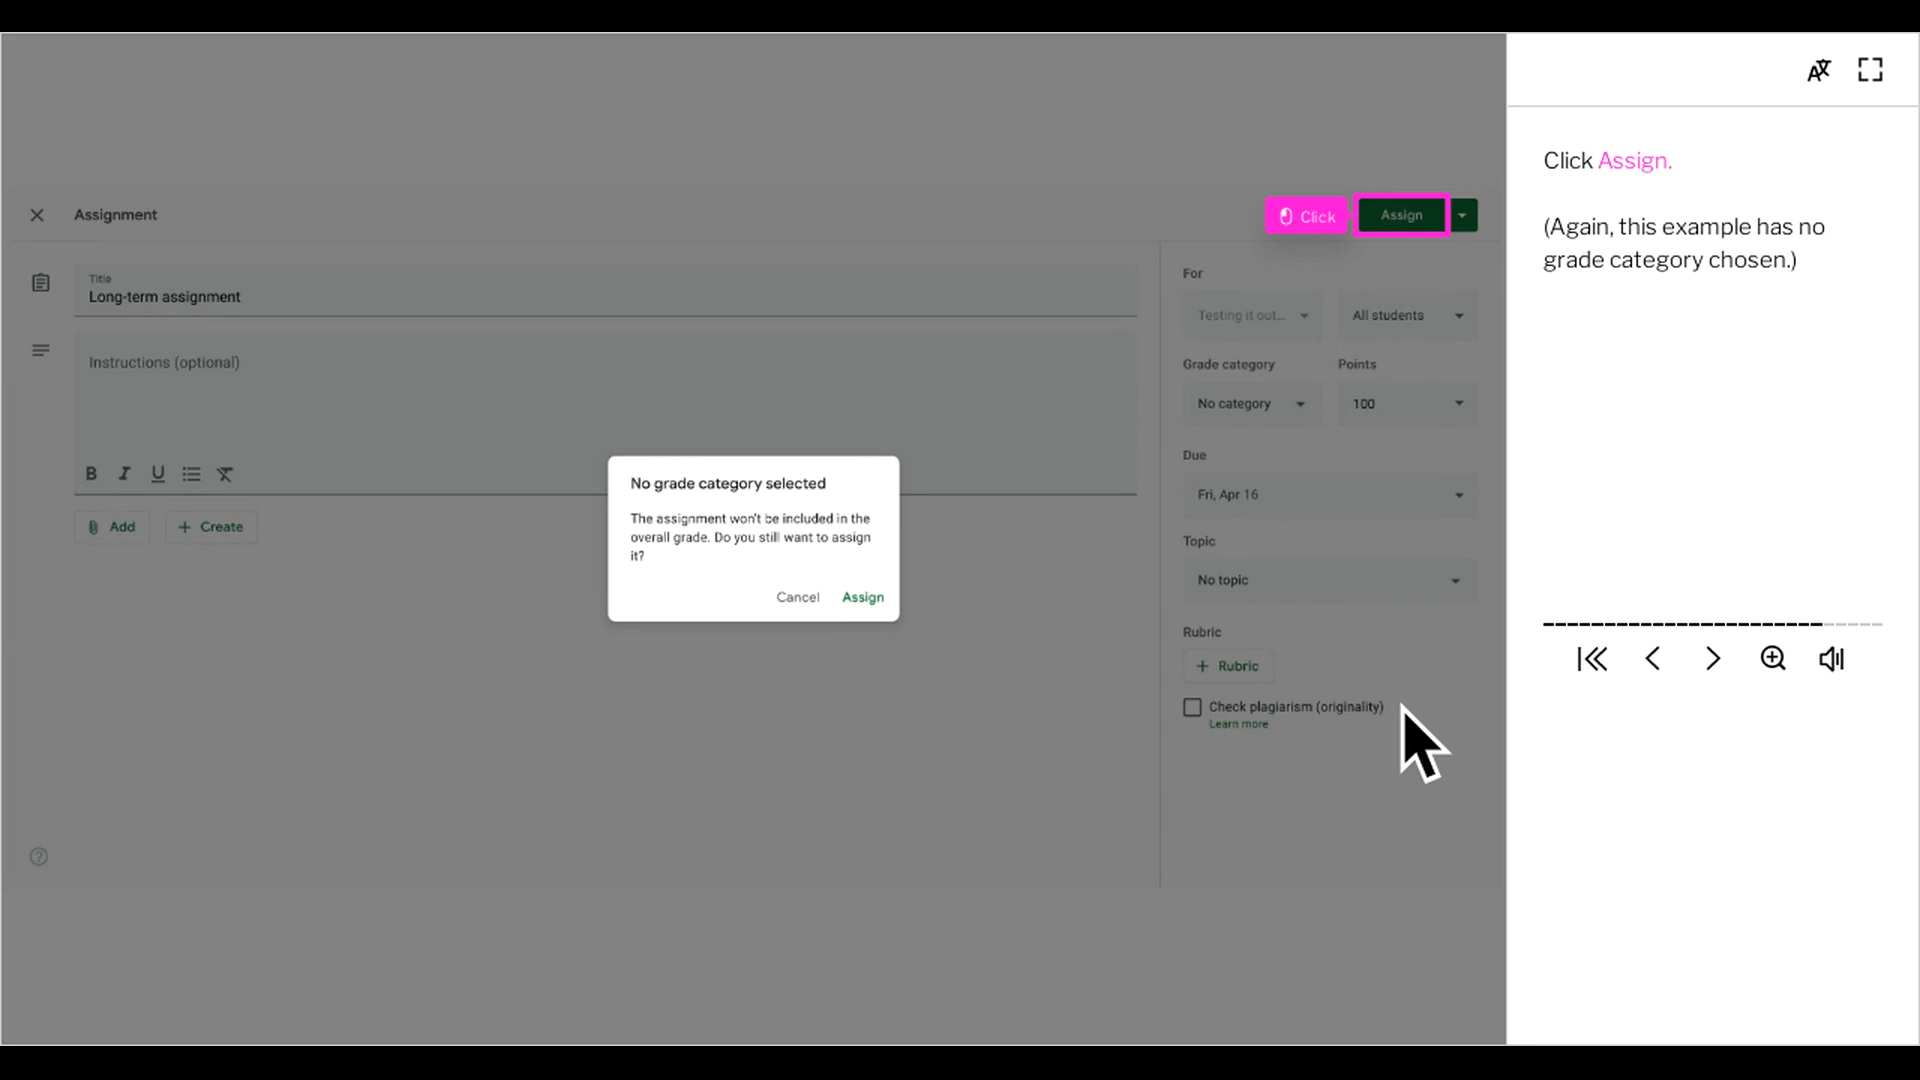 Assignment
Click
Assign
Title
Long-term assignment
Instructions (optional)
B I U
Add
Create
For
Testing it out...
All students
Grade category
Points
No category
100
Due
Fri, Apr 16
Topic
No topic
Rubric
Rubric
Check plagiarism (originality)
Learn more
No grade category selected
The assignment won't be included in the
overall grade. Do you still want to assign
it?
Cancel
Assign
Click Assign.
(Again, this example has no
grade category chosen.)